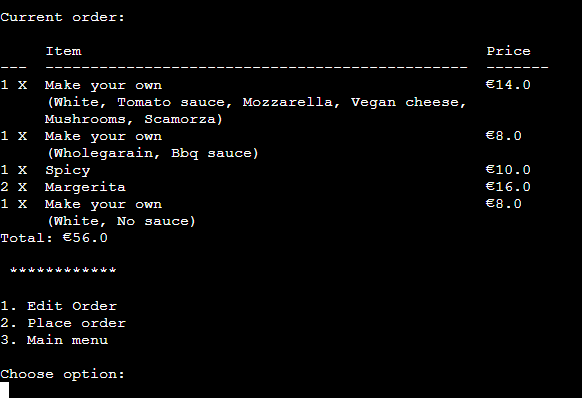 Current order:
Item Price
--- ----------------------------------------------- -------
1 X Make your own €14.0
(White, Tomato sauce, Mozzarella, Vegan cheese,
Mushrooms, Scamorza)
1 X Make your own €8.0
(Wholegarain, Bbq sauce)
1 X Spicy €10.0
2 X Margerita €16.0
1 X Make your own €8.0
(White, No sauce)
Total: €56.0
************
1. Edit Order
2. Place order
3. Main menu
Choose option: